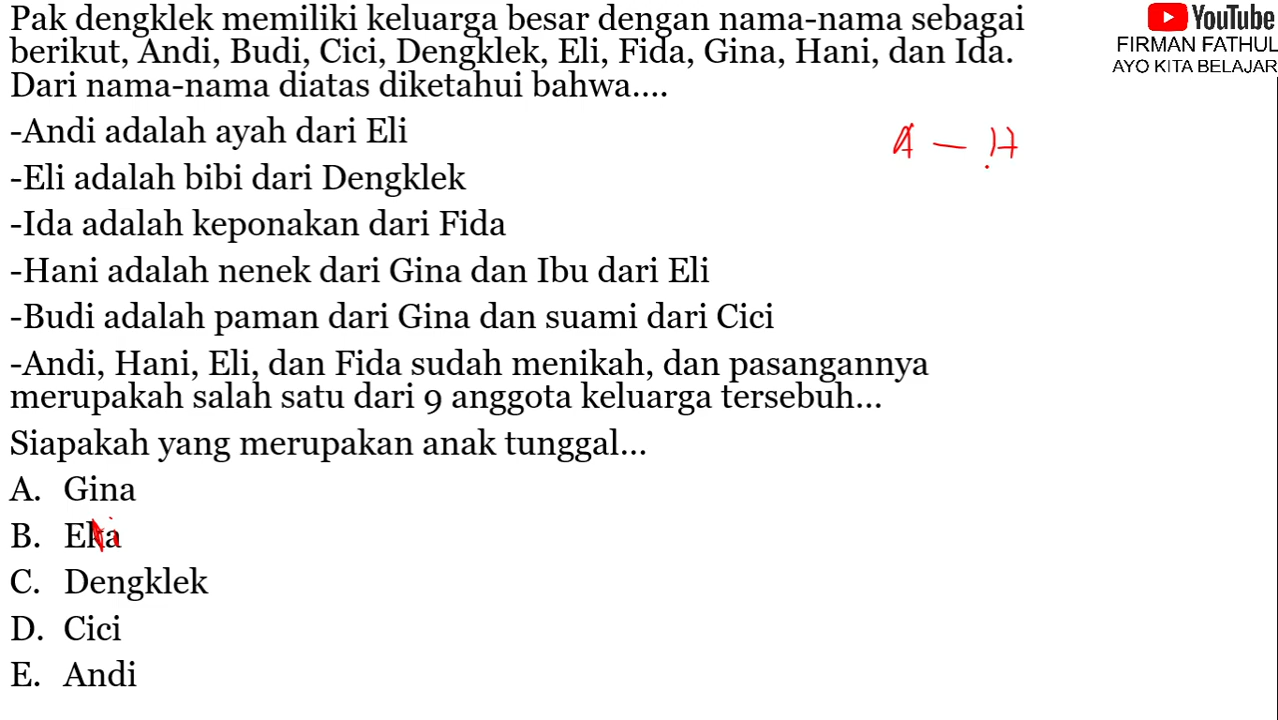 Pak dengklek memiliki keluarga besar dengan nama-nama sebagai
berikut, Andi, Budi, Cici, Dengklek, Eli, Fida, Gina, Hani, dan Ida.
Dari nama-nama diatas diketahui bahwa....
-Andi adalah ayah dari Eli
-Eli adalah bibi dari Dengklek
-Ida adalah keponakan dari Fida
-Hani adalah nenek dari Gina dan Ibu dari Eli
-Budi adalah paman dari Gina dan suami dari Cici
-Andi, Hani, Eli, dan Fida sudah menikah, dan pasangannya
merupakah salah satu dari 9 anggota keluarga tersebuh...
Siapakah yang merupakan anak tunggal...
A. Gina
B. Eka
C. Dengklek
D. Cici
E. Andi
YouTube
FIRMAN FATHUL
AYO KITA BELAJAR
A – H